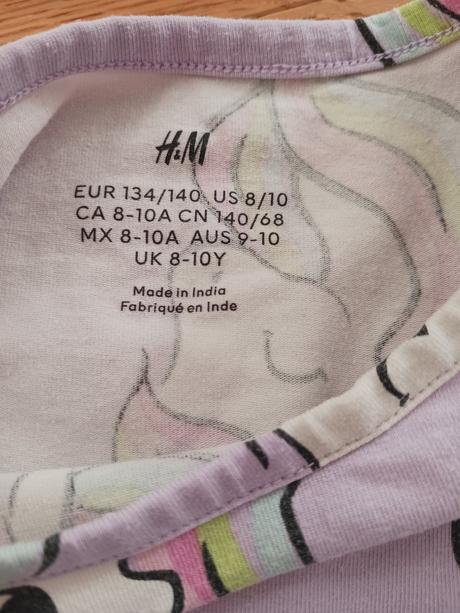 H&M
EUR 134/140 US 8/10
CA 8-10A CN 140/68
MX 8-10A AUS 9-10
UK 8-10Y
Made in India
Fabriqué en Inde